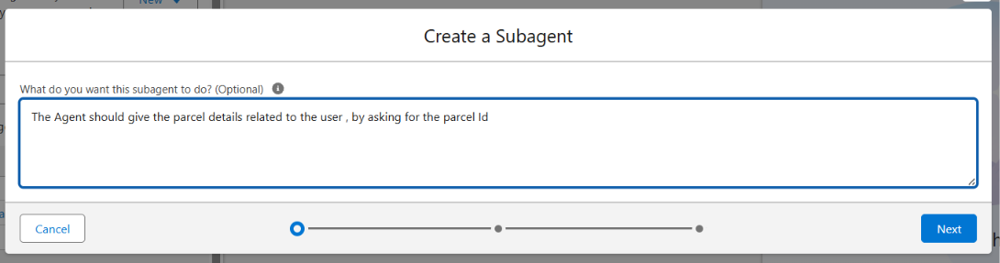 New
Create a Subagent
What do you want this subagent to do? (Optional)
The Agent should give the parcel details related to the user , by asking for the parcel Id
Cancel
Next